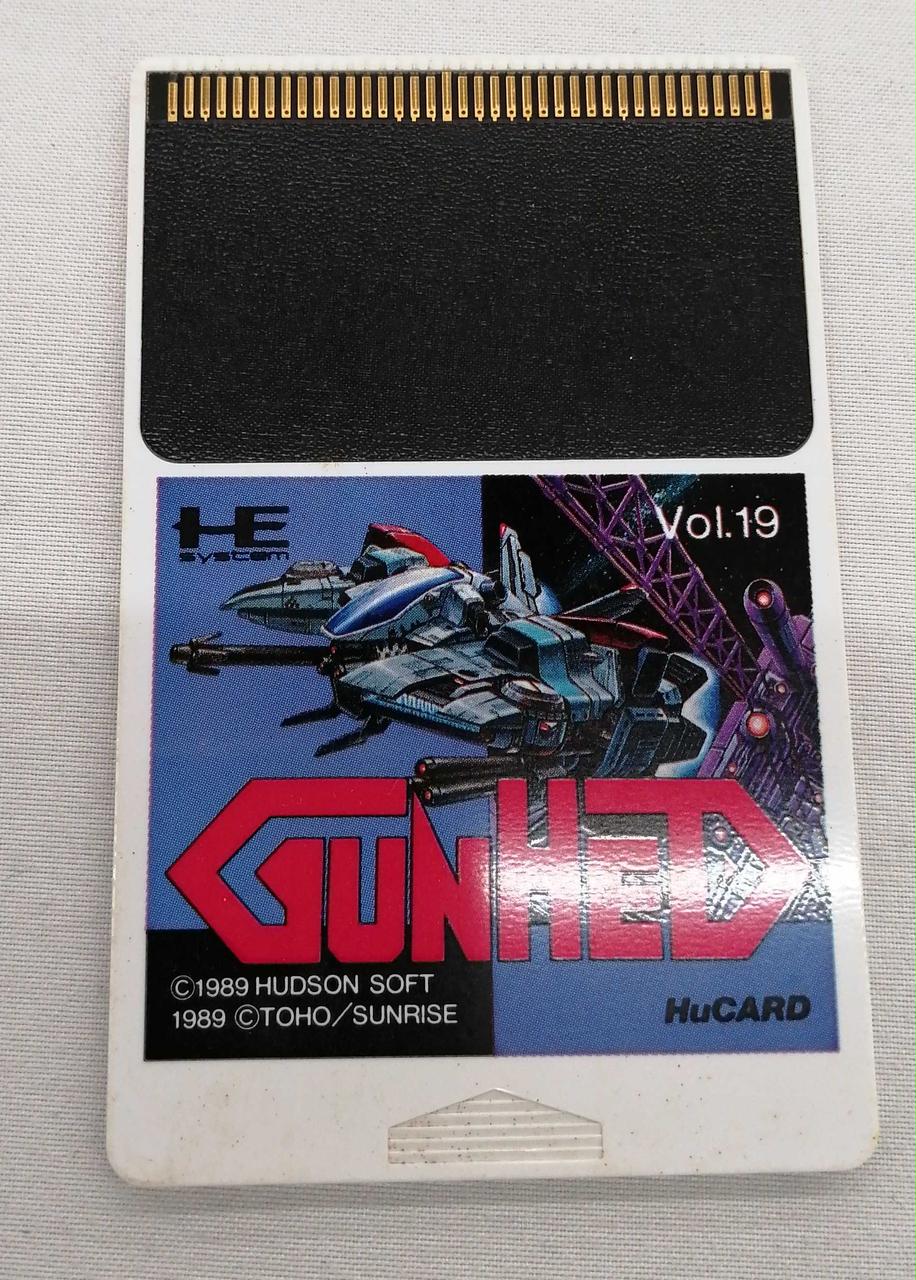 HE
SYSTEM
Vol.19
GUNHED
©1989 HUDSON SOFT
1989 ©TOHO/SUNRISE
HuCARD